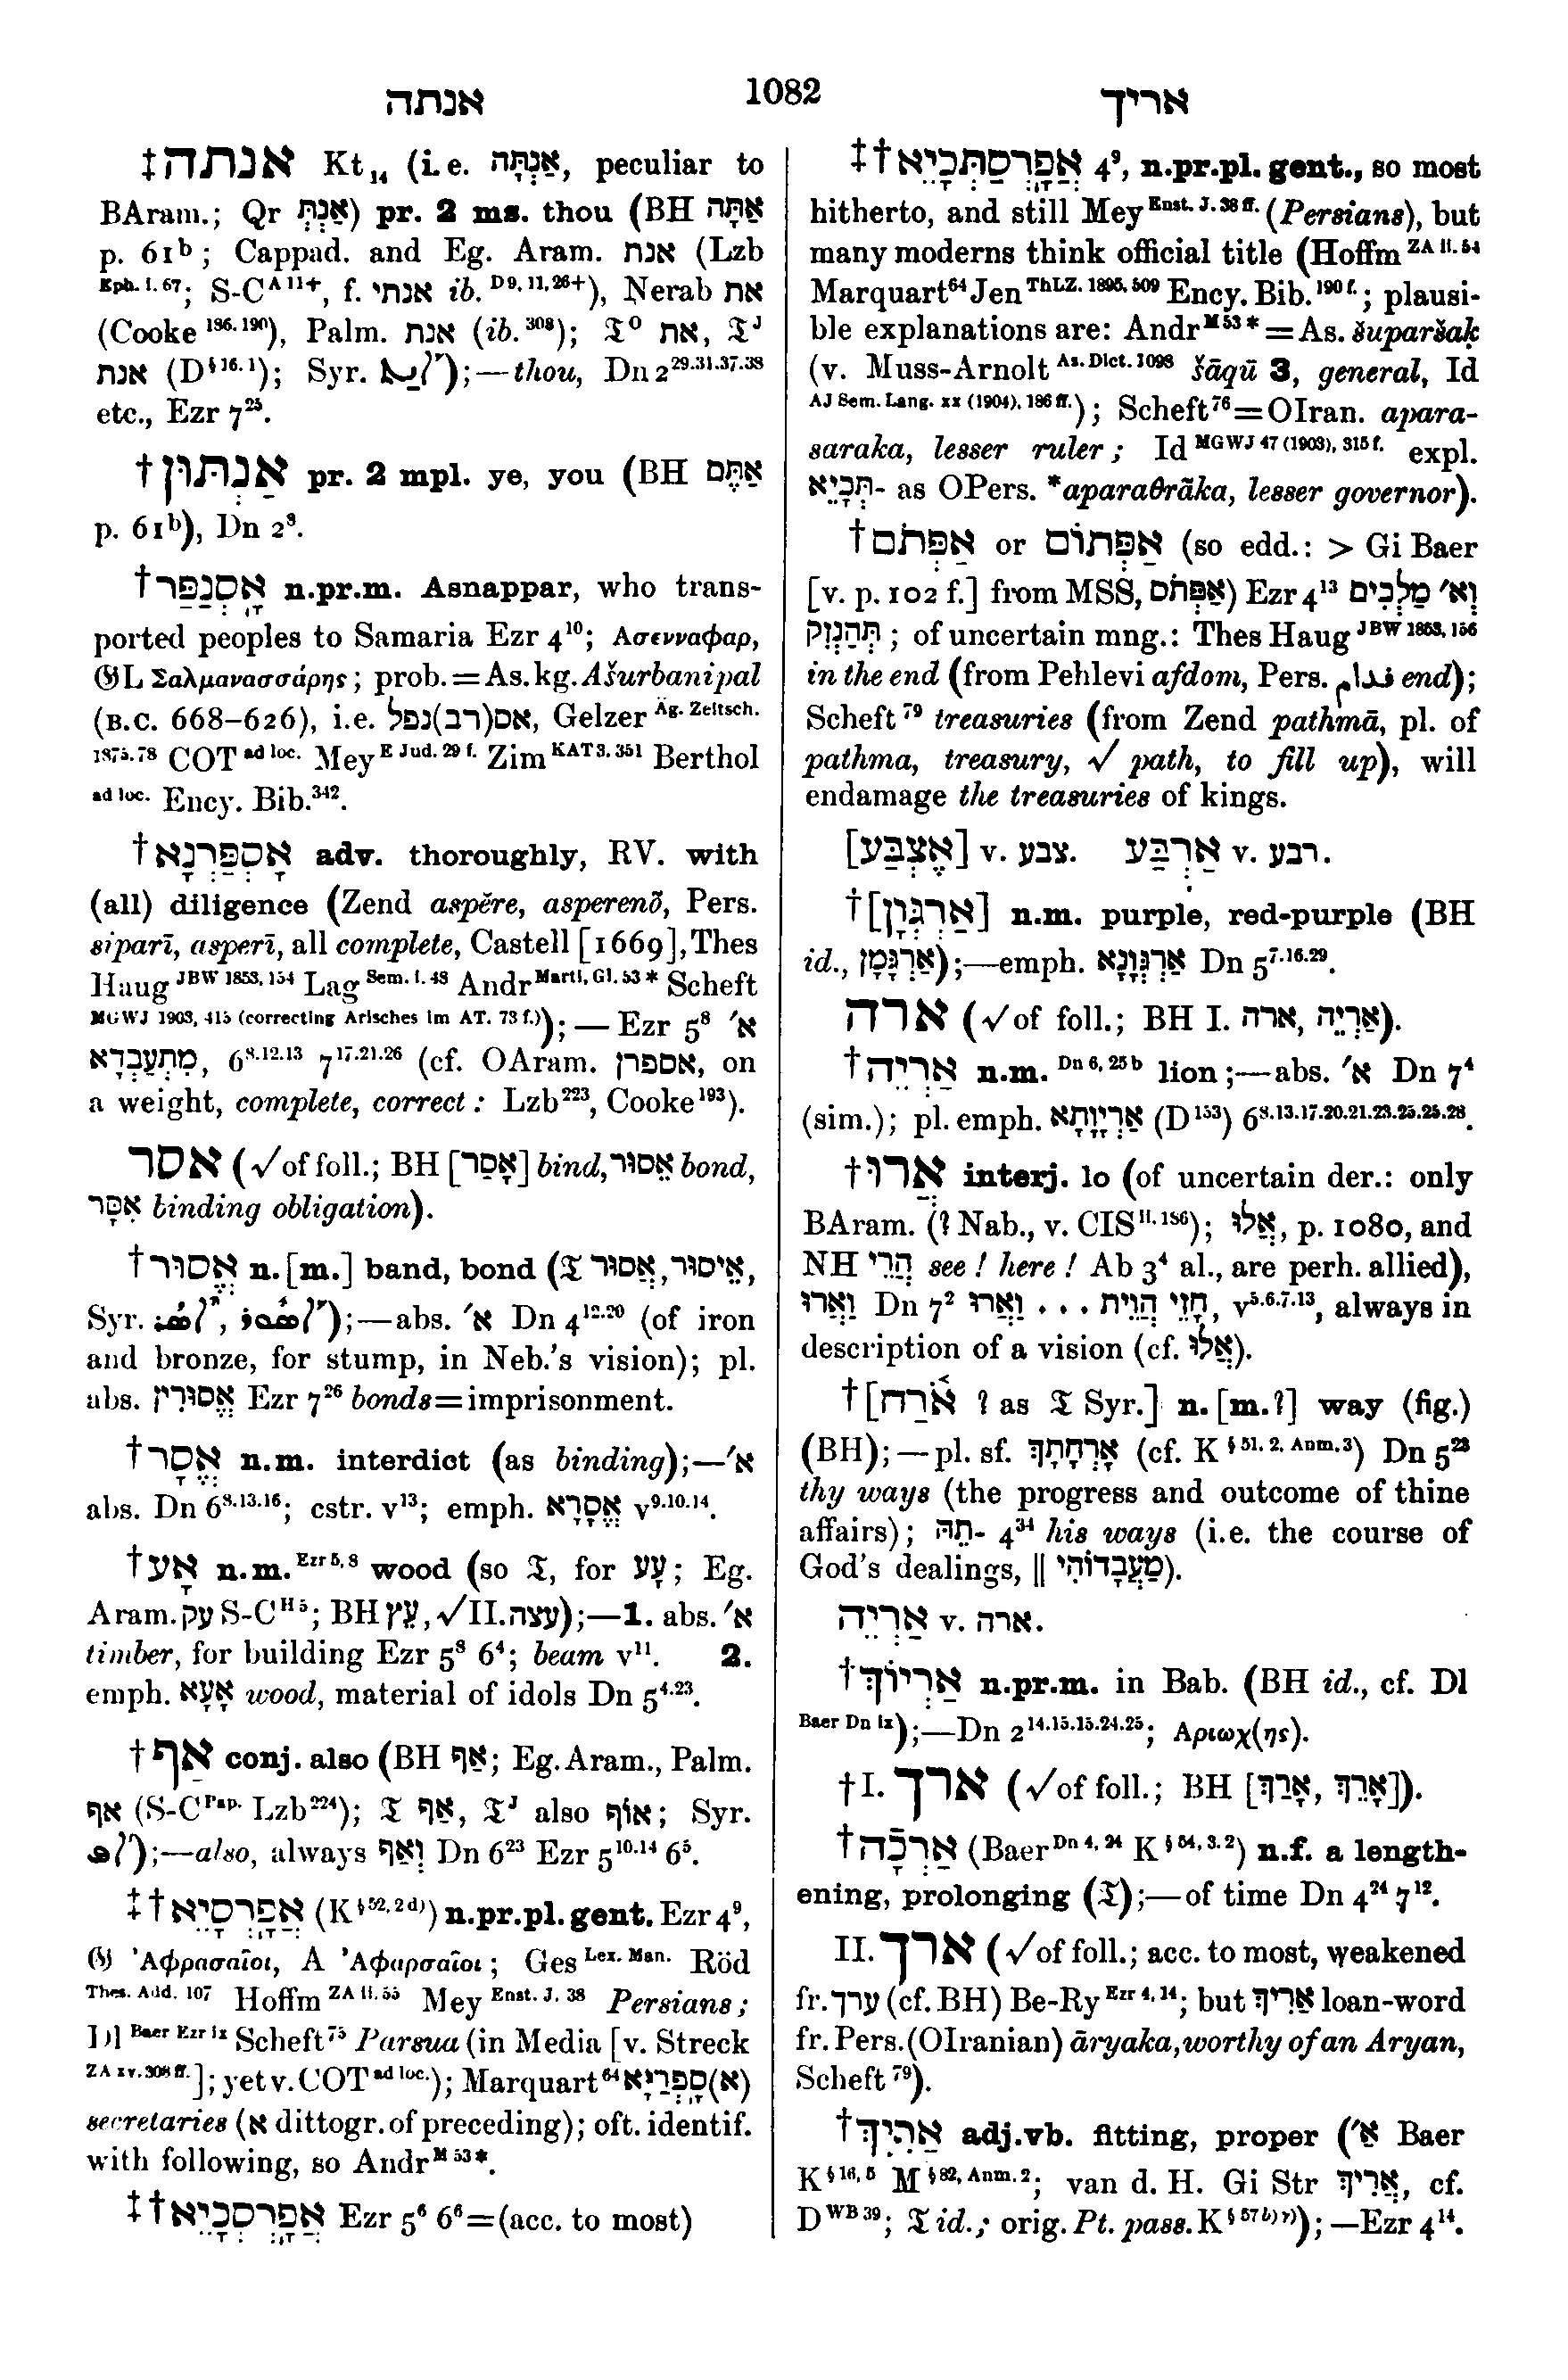 אנתה 1082 אריך
‡אנתה Kt₁₄ (i.e. אַנְתָּה, peculiar to
BAram.; Qr אַנְתְּ) pr. 2 ms. thou (BH אַתָּה
p. 61ᵇ; Cappad. and Eg. Aram. אנת (Lzb
Eph. i. 67; S-C A 11+, f. אנתי ib. D 9, 11, 26+), Nerab את
(Cooke 186. 190), Palm. אנת (ib. 308); 𝔗O את, 𝔗J
אנת (D § 16. 1); Syr.);—thou, Dn 2 29.31.37.38
etc., Ezr 7 25.
†אַנְתּוּן pr. 2 mpl. ye, you (BH אַתֶּם
p. 61ᵇ), Dn 2 8.
†אָסְנַפַּר n.pr.m. Asnappar, who trans-
ported peoples to Samaria Ezr 4 10; Ασενναφαρ,
𝔊L Σαλμανασσάρης; prob.=As.kg. Ašurbanipal
(B.C. 668–626), i.e. אס(רב)נפל, Gelzer Äg. Zeitsch.
1875. 78 COT ad loc. Mey E Jud. 29 f. Zim KAT 3. 351 Berthol
ad loc. Ency. Bib. 342.
†אָסְפַּרְנָא adv. thoroughly, RV. with
(all) diligence (Zend aspĕre, asperenō, Pers.
siparī, asperī, all complete, Castell [1669], Thes
Haug JBW 1853, 154 Lag Sem. i. 43 Andr Marti, Gl. 53 * Scheft
MGWJ 1903, 415 (correcting Arisches im AT. 73 f.));—Ezr 5 8 א׳
מִתְעַבְדָא, 6 8.12.13 7 17.21.26 (cf. OAram. אספרן, on
a weight, complete, correct: Lzb 223, Cooke 193).
אסר (√of foll.; BH [אָסַר] bind, אֵסוּר bond,
אִסָּר binding obligation).
†אֱסוּר n.[m.] band, bond (𝔗 אֱסוּר, אֵיסוּר,
Syr.);—abs. א׳ Dn 4 12.20 (of iron
and bronze, for stump, in Neb.'s vision); pl.
abs. אֱסוּרִין Ezr 7 26 bonds=imprisonment.
†אֱסָר n.m. interdict (as binding);—א׳
abs. Dn 6 8.13.16; cstr. v 13; emph. אֱסָרָא v 9.10.14.
†אָע n.m. Ezr 5, 8 wood (so 𝔗, for עָע; Eg.
Aram. עק S-C H 5; BH עֵץ, √II. עצה);—1. abs. א׳
timber, for building Ezr 5 8 6 4; beam v 11. 2.
emph. אָעָא wood, material of idols Dn 5 4.23.
†אַף conj. also (BH אַף; Eg. Aram., Palm.
אף (S-C Pap. Lzb 224); 𝔗 אַף, 𝔗J also אוֹף; Syr.
);—also, always וְאַף Dn 6 23 Ezr 5 10.14 6 5.
‡†אֲפָרְסָיֵא (K § 52, 2 d)) n.pr.pl. gent. Ezr 4 9,
𝔊 Ἀφρασαῖοι, A Ἀφαρσαῖοι; Ges Lex. Man. Röd
Thes. Add. 107 Hoffm ZA ii. 55 Mey Enst. J. 38 Persians;
Dl Baer Ezr ix Scheft 75 Parsua (in Media [v. Streck
ZA xv. 308 ff.]; yet v. COT ad loc.); Marquart 64 (א)סָפְרַיָּא
secretaries (א dittogr. of preceding); oft. identif.
with following, so Andr M 53 *.
‡†אֲפַרְסְכָיֵא Ezr 5 6 6 6=(acc. to most)
‡†אֲפַרְסַתְּכָיֵא 4 9, n.pr.pl. gent., so most
hitherto, and still Mey Enst. J. 38 ff. (Persians), but
many moderns think official title (Hoffm ZA ii. 54
Marquart 64 Jen ThLZ. 1895, 509 Ency. Bib. 190 f.; plausi-
ble explanations are: Andr M 53 *=As. šuparšaḳ
(v. Muss-Arnolt As. Dict. 1098 šāqū 3, general, Id
AJ Sem. Lang. xx (1904), 186 ff.); Scheft 76=OIran. apara-
saraka, lesser ruler; Id MGWJ 47 (1903), 315 f. expl.
תְּכָיֵא- as OPers. *aparaθrāka, lesser governor).
†אַפְּתֹם or אַפְּתוֹם (so edd.: > Gi Baer
[v. p. 102 f.] from MSS, אַפְּתֹם) Ezr 4 13 וְא׳ מַלְכִים
תְּהַנְזִק; of uncertain mng.: Thes Haug JBW 1853, 156
in the end (from Pehlevi afdom, Pers. فدام end);
Scheft 79 treasuries (from Zend pathmā, pl. of
pathma, treasury, √ path, to fill up), will
endamage the treasuries of kings.
[אֶצְבַּע] v. צבע. אַרְבַּע v. רבע.
†[אַרְגְּוָן] n.m. purple, red-purple (BH
id., אַרְגָּמָן);—emph. אַרְגְּוָנָא Dn 5 7.16.29.
ארה (√of foll.; BH I. ארה, אַרְיֵה).
†אַרְיֵה n.m. Dn 6, 25 b lion;—abs. א׳ Dn 7 4
(sim.); pl. emph. אַרְיָוָתָא (D 153) 6 8.13.17.20.21.23.25.25.28.
†אֲרוּ interj. lo (of uncertain der.: only
BAram. (? Nab., v. CIS ii. 186); אֲלוּ, p. 1080, and
NH הֲרֵי see! here! Ab 3 4 al., are perh. allied),
חָזֵי הֲוֵית . . . וַאֲרוּ Dn 7 2 וַאֲרוּ, v 5.6.7.13, always in
description of a vision (cf. אֲלוּ).
†[אֹרַח ? as 𝔗 Syr.] n.[m.?] way (fig.)
(BH);—pl. sf. אָרְחָתָךְ (cf. K § 51. 2, Anm. 3) Dn 5 23
thy ways (the progress and outcome of thine
affairs); תֵהּ- 4 34 his ways (i.e. the course of
God's dealings, || מַעֲבָדוֹהִי).
אַרְיֵה v. ארה.
†אַרְיוֹךְ n.pr.m. in Bab. (BH id., cf. Dl
Baer Dn ix);—Dn 2 14.15.15.24.25; Αριωχ(ης).
†I. ארך (√of foll.; BH [אָרַךְ, אָרֵךְ]).
†אַרְכָה (Baer Dn 4, 24 K § 54, 3. 2) n.f. a length-
ening, prolonging (𝔗);—of time Dn 4 24 7 12.
II. ארך (√of foll.; acc. to most, weakened
fr. ערך (cf. BH) Be-Ry Ezr 4, 14; but אֲרִיךְ loan-word
fr. Pers. (OIranian) āryaka, worthy of an Aryan,
Scheft 79).
†אֲרִיךְ adj.vb. fitting, proper (א׳ Baer
K § 16, 5 M § 82, Anm. 2; van d. H. Gi Str אֲרִיךְ, cf.
D WB 39; 𝔗 id.; orig. Pt. pass. K § 57 b) γ));—Ezr 4 14.